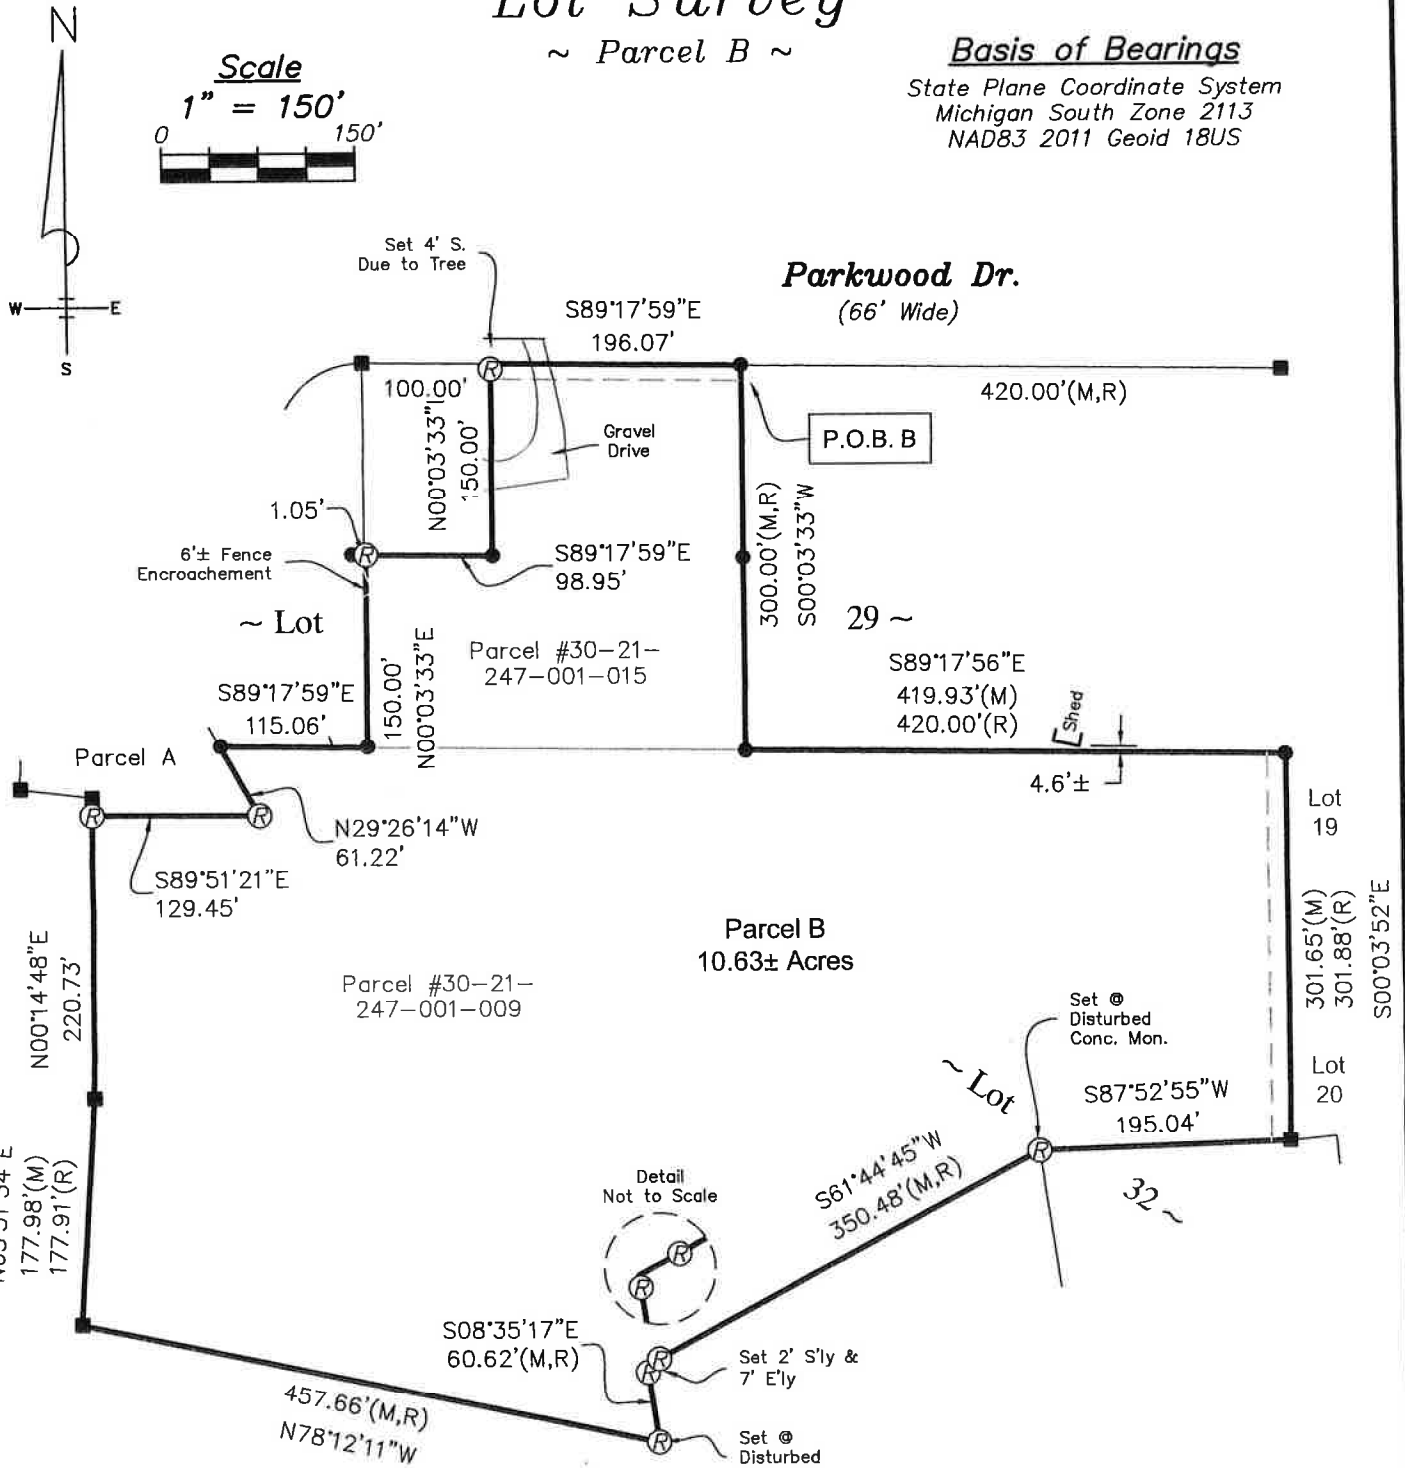 Lot Survey
~ Parcel B ~
N
Scale
1" = 150'
0 150'
Basis of Bearings
State Plane Coordinate System
Michigan South Zone 2113
NAD83 2011 Geoid 18US
W E
S
Set 4' S.
Due to Tree
Parkwood Dr.
(66' Wide)
S89°17'59"E
196.07'
100.00'
420.00'(M,R)
R
P.O.B. B
Gravel
Drive
N00°03'33"
150.00'
1.05'
R
6'± Fence
Encroachement
S89°17'59"E
98.95'
300.00'(M,R)
S00°03'33"W
~ Lot
29 ~
Parcel #30-21-
247-001-015
150.00'
N00°03'33"E
S89°17'59"E
115.06'
S89°17'56"E
419.93'(M)
420.00'(R)
Shed
4.6'±
Parcel A
R
R
N29°26'14"W
61.22'
S89°51'21"E
129.45'
Lot
19
Parcel B
10.63± Acres
301.65'(M)
301.88'(R)
S00°03'52"E
N00°14'48"E
220.73'
Parcel #30-21-
247-001-009
Set @
Disturbed
Conc. Mon.
Lot
20
~ Lot
S87°52'55"W
195.04'
R
32 ~
177.98'(M)
177.91'(R)
Detail
Not to Scale
R
R
S61°44'45"W
350.48'(M,R)
S08°35'17"E
60.62'(M,R)
R
R
Set 2' S'ly &
7' E'ly
457.66'(M,R)
N78°12'11"W
R
Set @
Disturbed